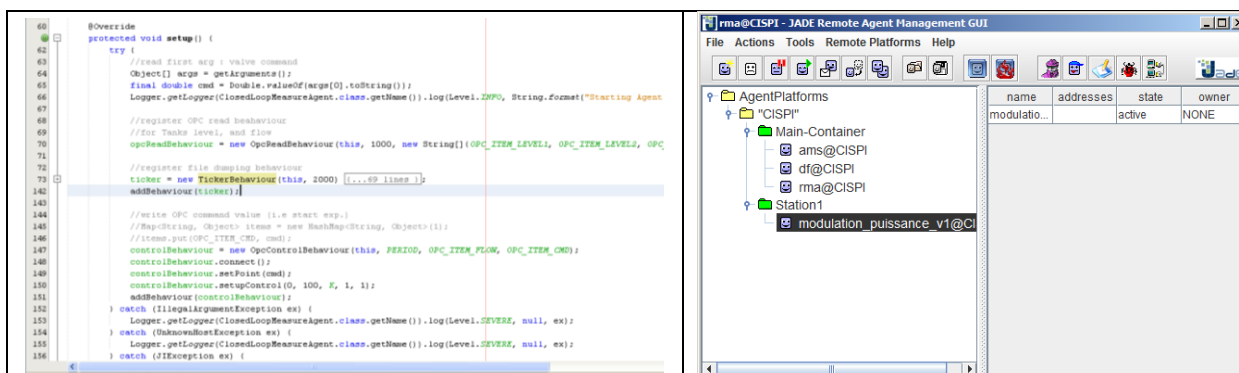 60 @Override
protected void setup() {
62 try {
63 //read first arg : valve command
64 Object[] args = getArguments();
65 final double cmd = Double.valueOf(args[0].toString());
66 Logger.getLogger(ClosedLoopMeasureAgent.class.getName()).log(Level.INFO, String.format("Starting Agent
67
68 //register OPC read beahaviour
69 //for Tanks level, and flow
70 opcReadBehaviour = new OpcReadBehaviour(this, 1000, new String[]{OPC_ITEM_LEVEL1, OPC_ITEM_LEVEL2, OPC_
71
72 //register file dumping behaviour
73 ticker = new TickerBehaviour(this, 2000) {...69 lines };
142 addBehaviour(ticker);
143
144 //write OPC command value (i.e start exp.)
145 //Map<String, Object> items = new HashMap<String, Object>(1);
146 //items.put(OPC_ITEM_CMD, cmd);
147 controlBehaviour = new OpcControlBehaviour(this, PERIOD, OPC_ITEM_FLOW, OPC_ITEM_CMD);
148 controlBehaviour.connect();
149 controlBehaviour.setPoint(cmd);
150 controlBehaviour.setupControl(0, 100, K, 1, 1);
151 addBehaviour(controlBehaviour);
152 } catch (IllegalArgumentException ex) {
153 Logger.getLogger(ClosedLoopMeasureAgent.class.getName()).log(Level.SEVERE, null, ex);
154 } catch (UnknownHostException ex) {
155 Logger.getLogger(ClosedLoopMeasureAgent.class.getName()).log(Level.SEVERE, null, ex);
156 } catch (JIException ex) {
rma@CISPI - JADE Remote Agent Management GUI
File Actions Tools Remote Platforms Help
Jade
AgentPlatforms
"CISPI"
Main-Container
ams@CISPI
df@CISPI
rma@CISPI
Station1
modulation_puissance_v1@CI
name addresses state owner
modulatio... active NONE